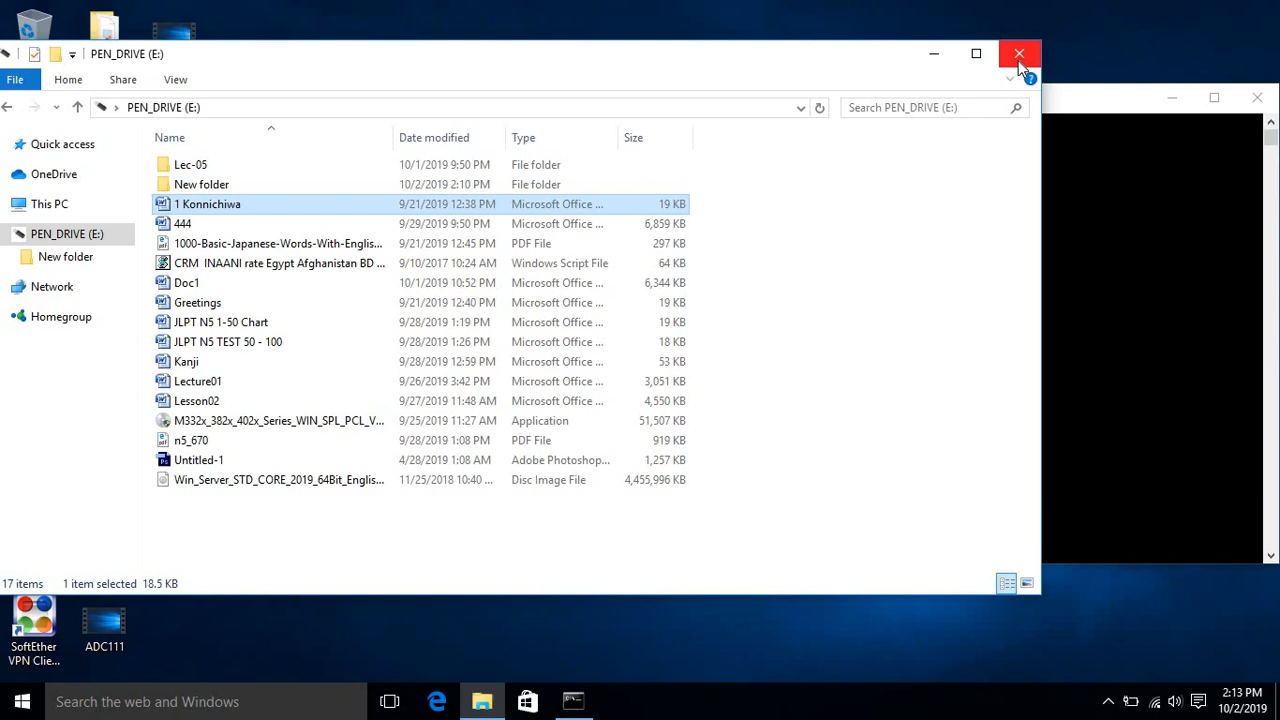 PEN_DRIVE (E:)
File Home Share View
PEN_DRIVE (E:) Search PEN_DRIVE (E:)
Name Date modified Type Size
Quick access
OneDrive
This PC
PEN_DRIVE (E:)
New folder
Network
Homegroup
Lec-05 10/1/2019 9:50 PM File folder
New folder 10/2/2019 2:10 PM File folder
1 Konnichiwa 9/21/2019 12:38 PM Microsoft Office ... 19 KB
444 9/29/2019 9:50 PM Microsoft Office ... 6,859 KB
1000-Basic-Japanese-Words-With-Englis... 9/21/2019 12:45 PM PDF File 297 KB
CRM INAANI rate Egypt Afghanistan BD ... 9/10/2017 10:24 AM Windows Script File 64 KB
Doc1 10/1/2019 10:52 PM Microsoft Office ... 6,344 KB
Greetings 9/21/2019 12:40 PM Microsoft Office ... 19 KB
JLPT N5 1-50 Chart 9/28/2019 1:19 PM Microsoft Office ... 19 KB
JLPT N5 TEST 50 - 100 9/28/2019 1:26 PM Microsoft Office ... 18 KB
Kanji 9/28/2019 12:59 PM Microsoft Office ... 53 KB
Lecture01 9/26/2019 3:42 PM Microsoft Office ... 3,051 KB
Lesson02 9/27/2019 11:48 AM Microsoft Office ... 4,550 KB
M332x_382x_402x_Series_WIN_SPL_PCL_V... 9/25/2019 11:27 AM Application 51,507 KB
n5_670 9/28/2019 1:08 PM PDF File 919 KB
Untitled-1 4/28/2019 1:08 AM Adobe Photoshop... 1,257 KB
Win_Server_STD_CORE_2019_64Bit_Englis... 11/25/2018 10:40 ... Disc Image File 4,455,996 KB
17 items 1 item selected 18.5 KB
SoftEther
VPN Clie...
ADC111
Search the web and Windows
2:13 PM
10/2/2019